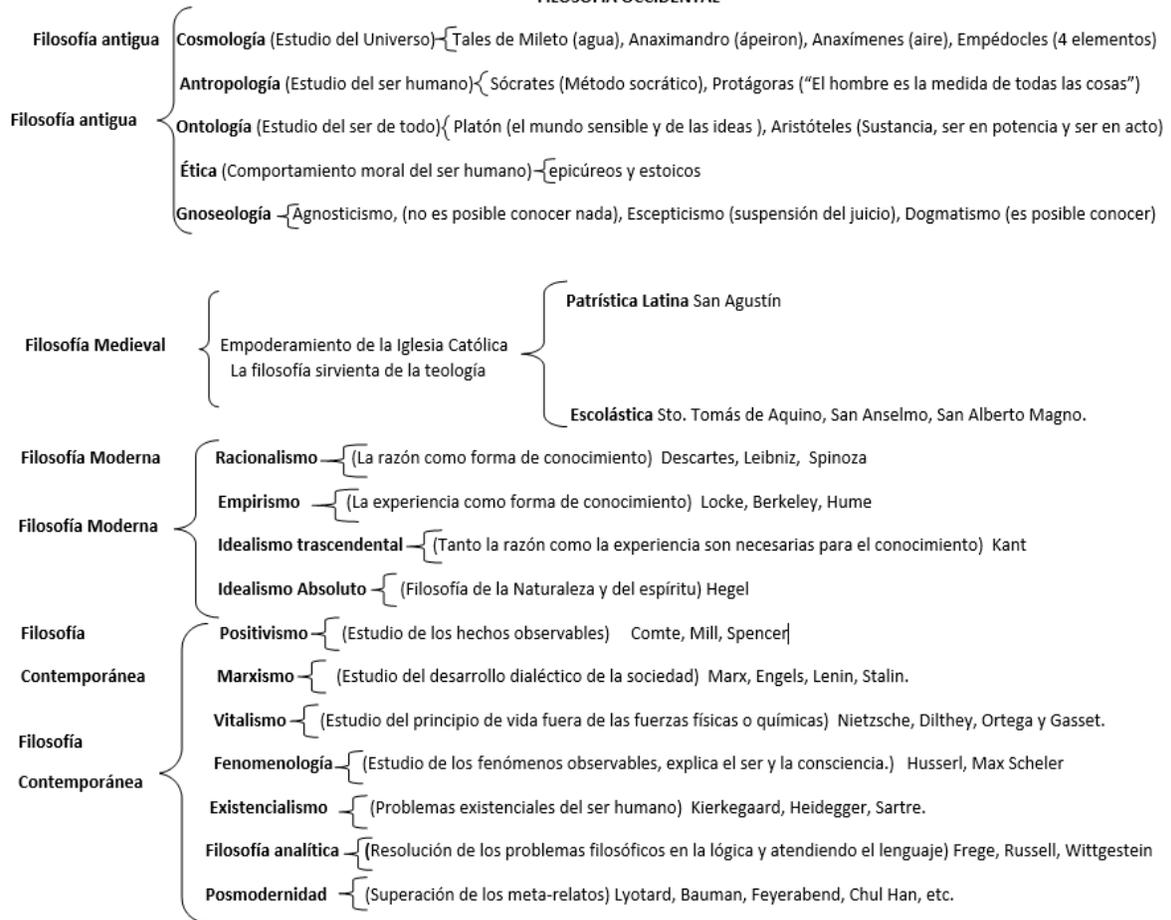 FILOSOFÍA OCCIDENTAL
Filosofía antigua Cosmología (Estudio del Universo) Tales de Mileto (agua), Anaximandro (ápeiron), Anaxímenes (aire), Empédocles (4 elementos)
Antropología (Estudio del ser humano) Sócrates (Método socrático), Protágoras (“El hombre es la medida de todas las cosas”)
Filosofía antigua Ontología (Estudio del ser de todo) Platón (el mundo sensible y de las ideas ), Aristóteles (Sustancia, ser en potencia y ser en acto)
Ética (Comportamiento moral del ser humano) epicúreos y estoicos
Gnoseología Agnosticismo, (no es posible conocer nada), Escepticismo (suspensión del juicio), Dogmatismo (es posible conocer)
Patrística Latina San Agustín
Filosofía Medieval Empoderamiento de la Iglesia Católica
La filosofía sirvienta de la teología
Escolástica Sto. Tomás de Aquino, San Anselmo, San Alberto Magno.
Filosofía Moderna Racionalismo (La razón como forma de conocimiento) Descartes, Leibniz, Spinoza
Empirismo (La experiencia como forma de conocimiento) Locke, Berkeley, Hume
Filosofía Moderna
Idealismo trascendental (Tanto la razón como la experiencia son necesarias para el conocimiento) Kant
Idealismo Absoluto (Filosofía de la Naturaleza y del espíritu) Hegel
Filosofía Positivismo (Estudio de los hechos observables) Comte, Mill, Spencer
Contemporánea Marxismo (Estudio del desarrollo dialéctico de la sociedad) Marx, Engels, Lenin, Stalin.
Vitalismo (Estudio del principio de vida fuera de las fuerzas físicas o químicas) Nietzsche, Dilthey, Ortega y Gasset.
Filosofía
Fenomenología (Estudio de los fenómenos observables, explica el ser y la consciencia.) Husserl, Max Scheler
Contemporánea
Existencialismo (Problemas existenciales del ser humano) Kierkegaard, Heidegger, Sartre.
Filosofía analítica (Resolución de los problemas filosóficos en la lógica y atendiendo el lenguaje) Frege, Russell, Wittgestein
Posmodernidad (Superación de los meta-relatos) Lyotard, Bauman, Feyerabend, Chul Han, etc.